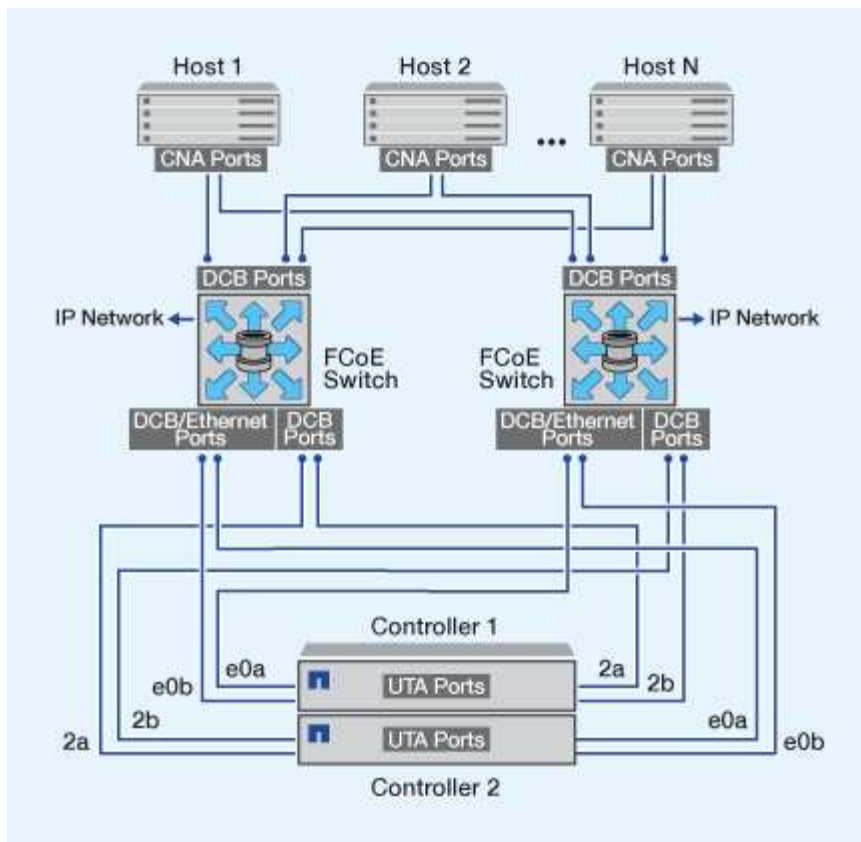 Host 1
Host 2
Host N
CNA Ports
CNA Ports
...
CNA Ports
DCB Ports
DCB Ports
IP Network
IP Network
FCoE
Switch
FCoE
Switch
DCB/Ethernet
Ports
DCB
Ports
DCB/Ethernet
Ports
DCB
Ports
Controller 1
e0a
2a
e0b
UTA Ports
2b
2b
e0a
2a
UTA Ports
e0b
Controller 2